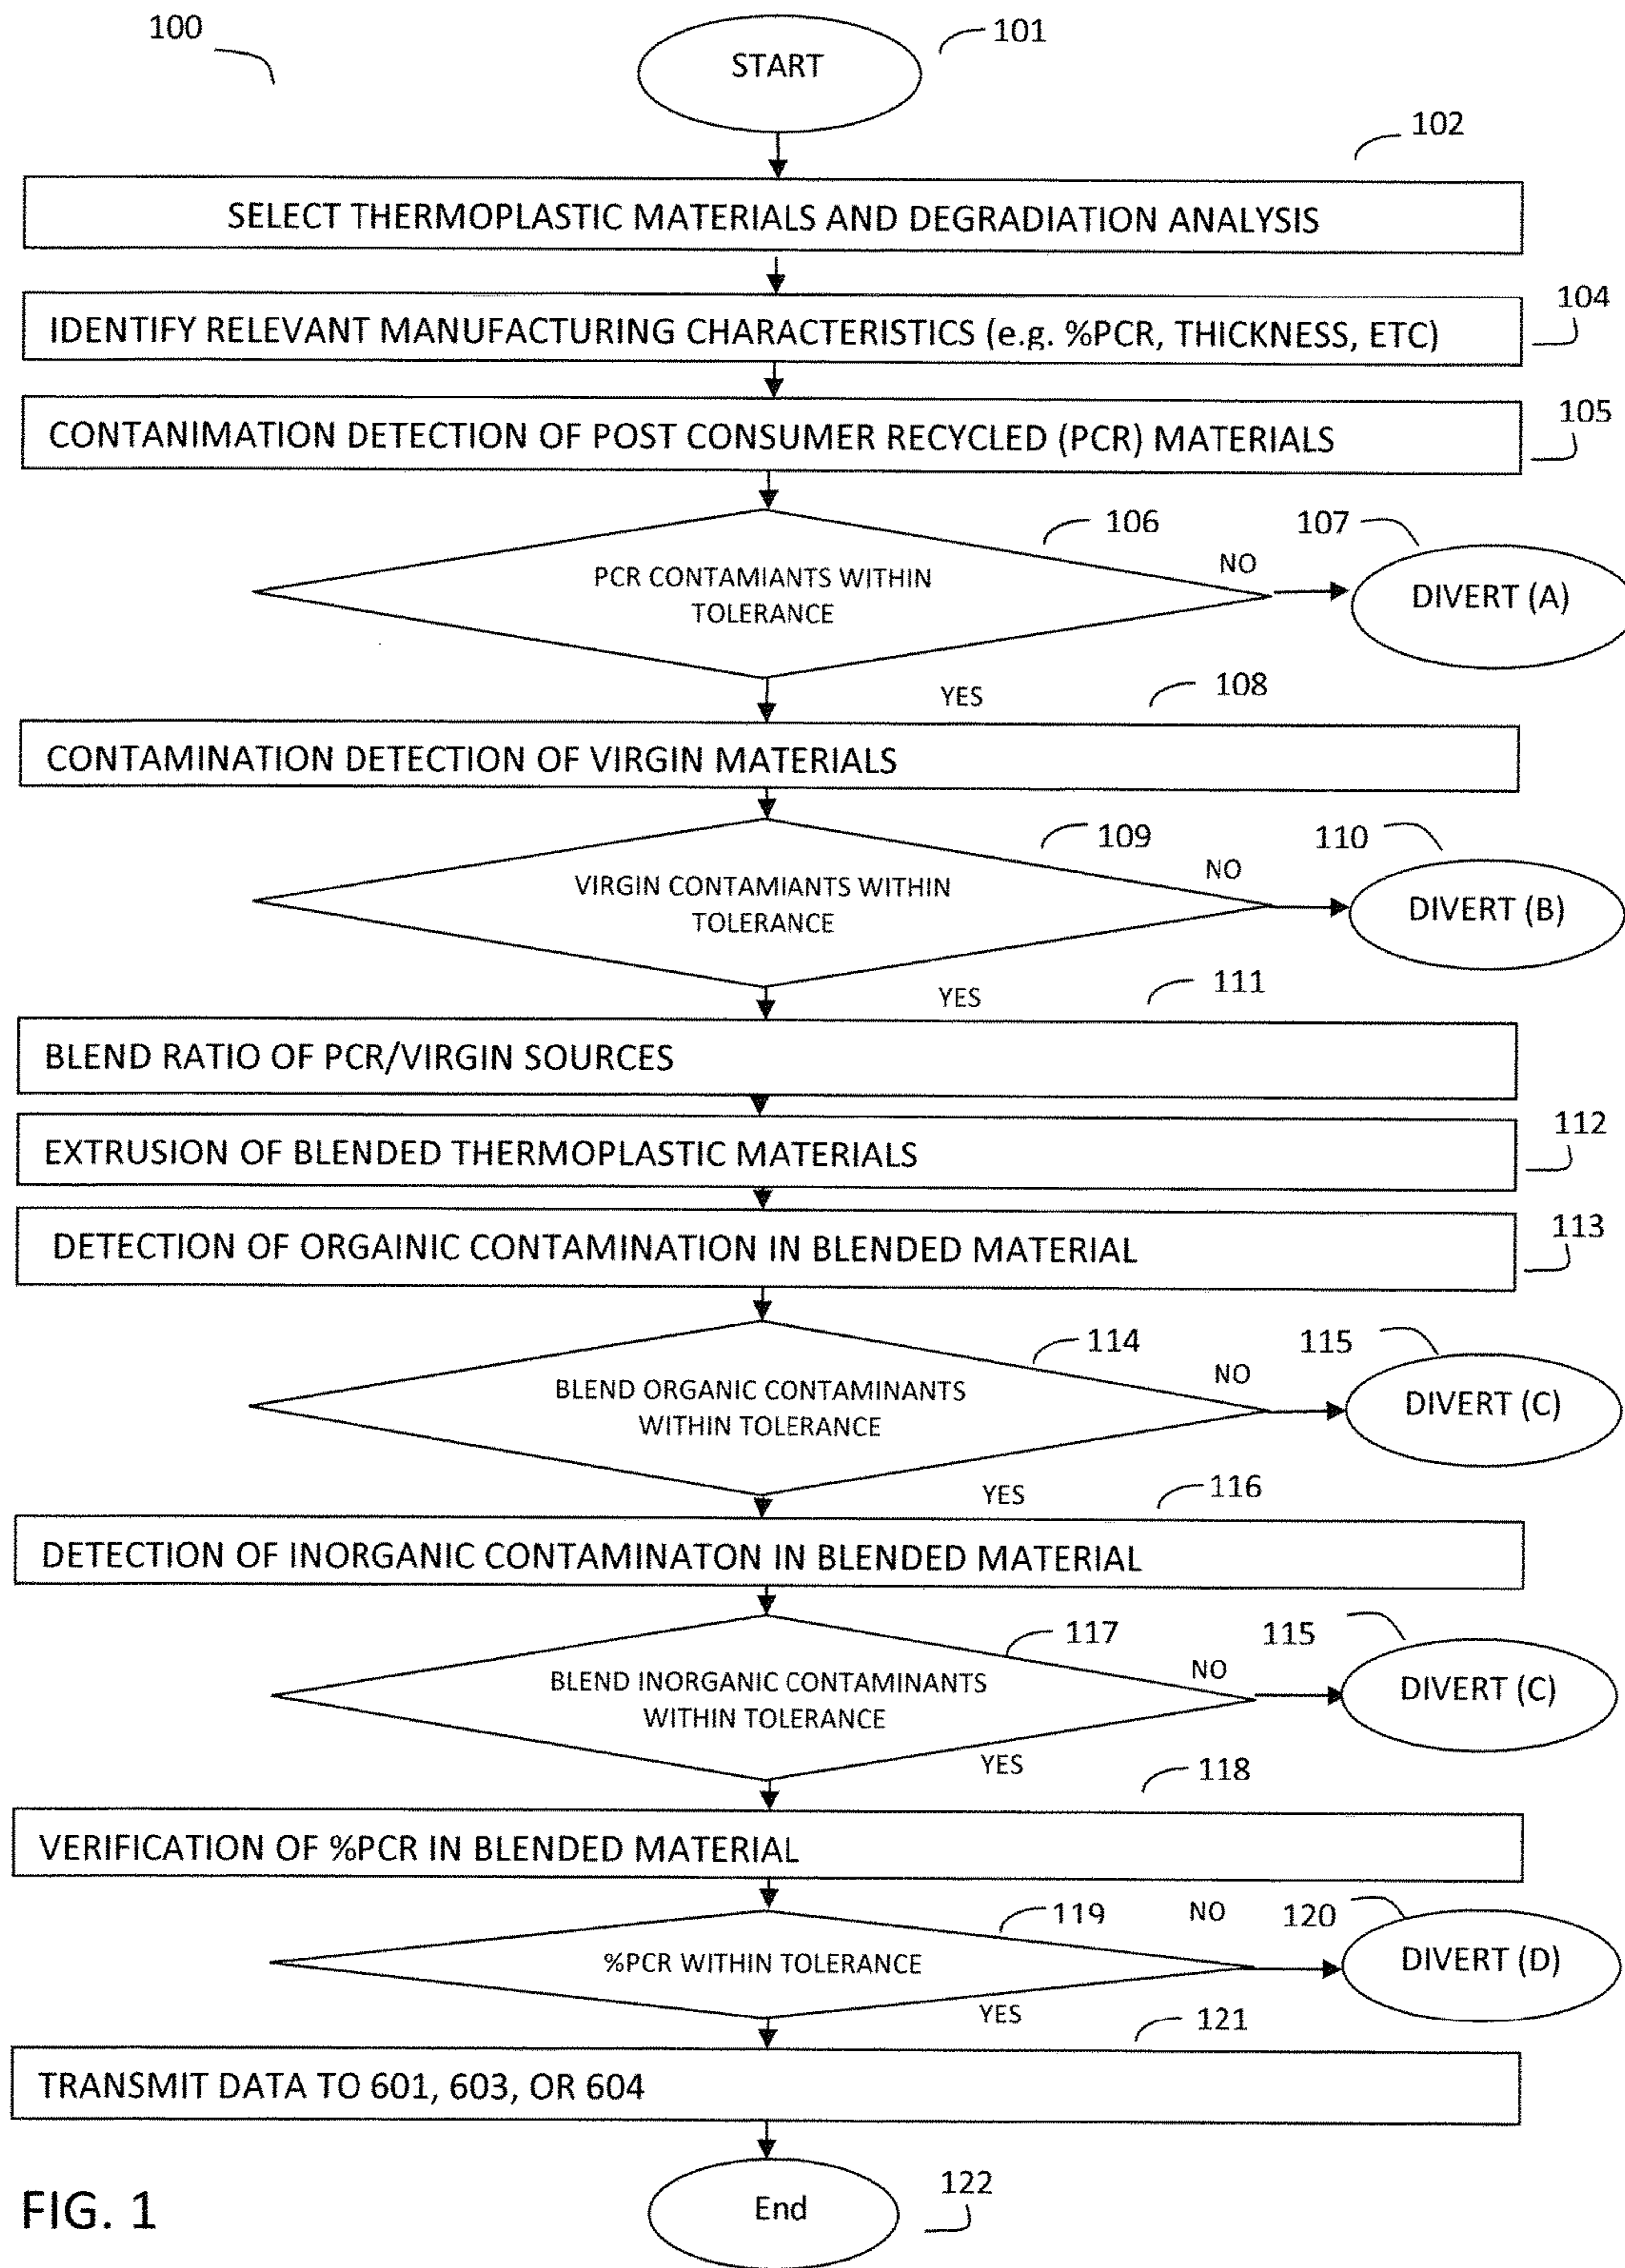 100
START
101
102
SELECT THERMOPLASTIC MATERIALS AND DEGRADIATION ANALYSIS
IDENTIFY RELEVANT MANUFACTURING CHARACTERISTICS (e.g. %PCR, THICKNESS, ETC)
104
CONTANIMATION DETECTION OF POST CONSUMER RECYCLED (PCR) MATERIALS
105
106
107
PCR CONTAMIANTS WITHIN
TOLERANCE
NO
DIVERT (A)
YES
108
CONTAMINATION DETECTION OF VIRGIN MATERIALS
109
110
VIRGIN CONTAMIANTS WITHIN
TOLERANCE
NO
DIVERT (B)
YES
111
BLEND RATIO OF PCR/VIRGIN SOURCES
EXTRUSION OF BLENDED THERMOPLASTIC MATERIALS
112
DETECTION OF ORGAINIC CONTAMINATION IN BLENDED MATERIAL
113
114
115
BLEND ORGANIC CONTAMINANTS
WITHIN TOLERANCE
NO
DIVERT (C)
YES
116
DETECTION OF INORGANIC CONTAMINATON IN BLENDED MATERIAL
117
115
BLEND INORGANIC CONTAMINANTS
WITHIN TOLERANCE
NO
DIVERT (C)
YES
118
VERIFICATION OF %PCR IN BLENDED MATERIAL
119
NO
120
%PCR WITHIN TOLERANCE
DIVERT (D)
YES
121
TRANSMIT DATA TO 601, 603, OR 604
End
122
FIG. 1